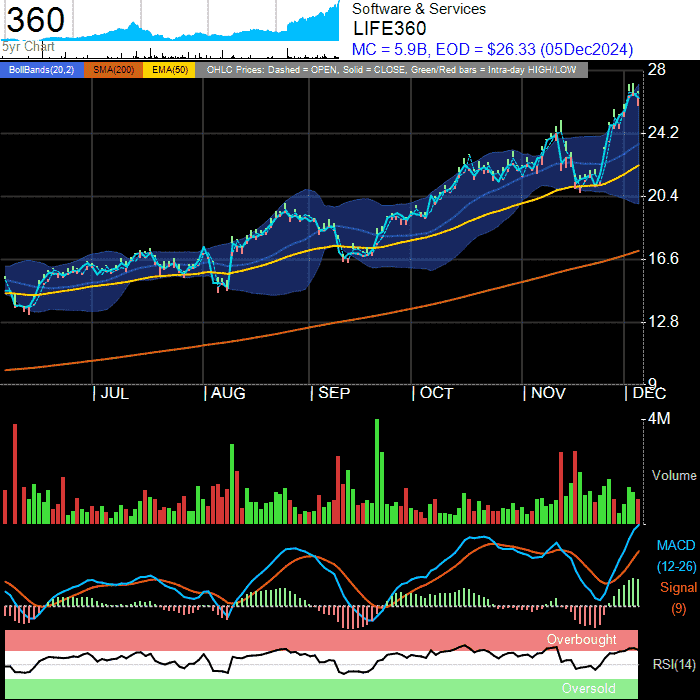 360
5yr Chart
Software & Services
LIFE360
MC = 5.9B, EOD = $26.33 (05Dec2024)
BollBands(20,2) SMA(200) EMA(50) OHLC Prices: Dashed = OPEN, Solid = CLOSE, Green/Red bars = Intra-day HIGH/LOW
28
24.2
20.4
16.6
12.8
9
| JUL | AUG | SEP | OCT | NOV | DEC
4M
Volume
MACD
(12-26)
Signal
(9)
Overbought
RSI(14)
Oversold